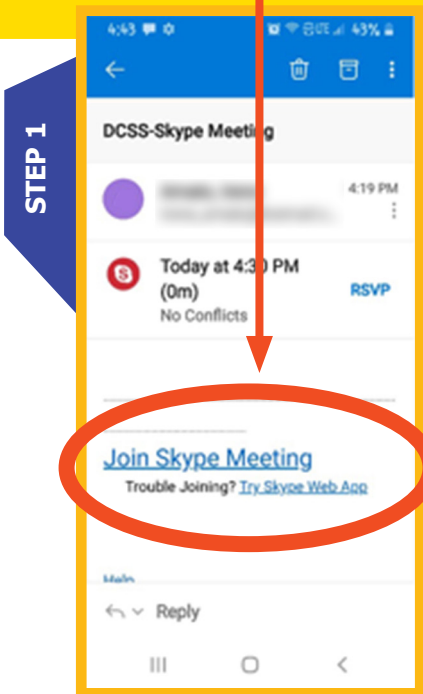 STEP 1
4:43 LTE 43%
DCSS-Skype Meeting
4:19 PM
Today at 4:30 PM
(0m)
RSVP
No Conflicts
Join Skype Meeting
Trouble Joining? Try Skype Web App
Help
Reply